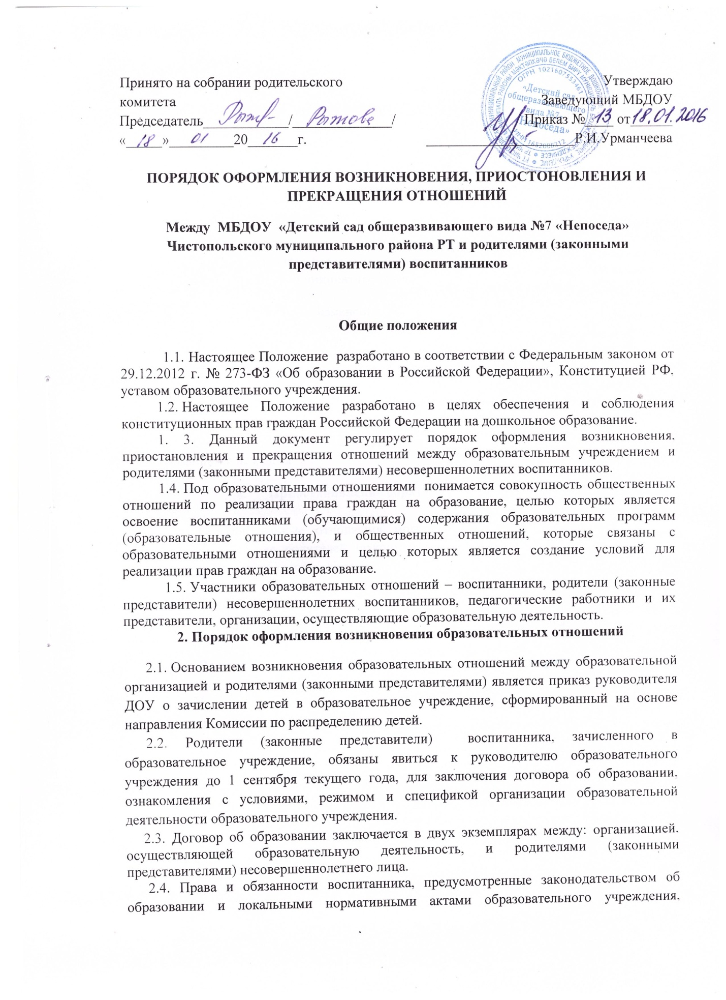 Принято на собрании родительского
комитета
Председатель____________/ Рыжова /
« 18 » 01 20 16 г.
Утверждаю
Заведующий МБДОУ
Приказ № 13 от 18.01.2016
Р.И.Урманчеева
ОГРН 1021607553461
«Детский сад
общеразвивающего
вида №7
«Непоседа»
ИНН 1652008212
ПОРЯДОК ОФОРМЛЕНИЯ ВОЗНИКНОВЕНИЯ, ПРИОСТОНОВЛЕНИЯ И
ПРЕКРАЩЕНИЯ ОТНОШЕНИЙ
Между МБДОУ «Детский сад общеразвивающего вида №7 «Непоседа»
Чистопольского муниципального района РТ и родителями (законными
представителями) воспитанников
Общие положения
1.1. Настоящее Положение разработано в соответствии с Федеральным законом от
29.12.2012 г. № 273-ФЗ «Об образовании в Российской Федерации», Конституцией РФ,
уставом образовательного учреждения.
1.2. Настоящее Положение разработано в целях обеспечения и соблюдения
конституционных прав граждан Российской Федерации на дошкольное образование.
1. 3. Данный документ регулирует порядок оформления возникновения,
приостановления и прекращения отношений между образовательным учреждением и
родителями (законными представителями) несовершеннолетних воспитанников.
1.4. Под образовательными отношениями понимается совокупность общественных
отношений по реализации права граждан на образование, целью которых является
освоение воспитанниками (обучающимися) содержания образовательных программ
(образовательные отношения), и общественных отношений, которые связаны с
образовательными отношениями и целью которых является создание условий для
реализации прав граждан на образование.
1.5. Участники образовательных отношений – воспитанники, родители (законные
представители) несовершеннолетних воспитанников, педагогические работники и их
представители, организации, осуществляющие образовательную деятельность.
2. Порядок оформления возникновения образовательных отношений
2.1. Основанием возникновения образовательных отношений между образовательной
организацией и родителями (законными представителями) является приказ руководителя
ДОУ о зачислении детей в образовательное учреждение, сформированный на основе
направления Комиссии по распределению детей.
2.2. Родители (законные представители) воспитанника, зачисленного в
образовательное учреждение, обязаны явиться к руководителю образовательного
учреждения до 1 сентября текущего года, для заключения договора об образовании,
ознакомления с условиями, режимом и спецификой организации образовательной
деятельности образовательного учреждения.
2.3. Договор об образовании заключается в двух экземплярах между: организацией,
осуществляющей образовательную деятельность, и родителями (законными
представителями) несовершеннолетнего лица.
2.4. Права и обязанности воспитанника, предусмотренные законодательством об
образовании и локальными нормативными актами образовательного учреждения,